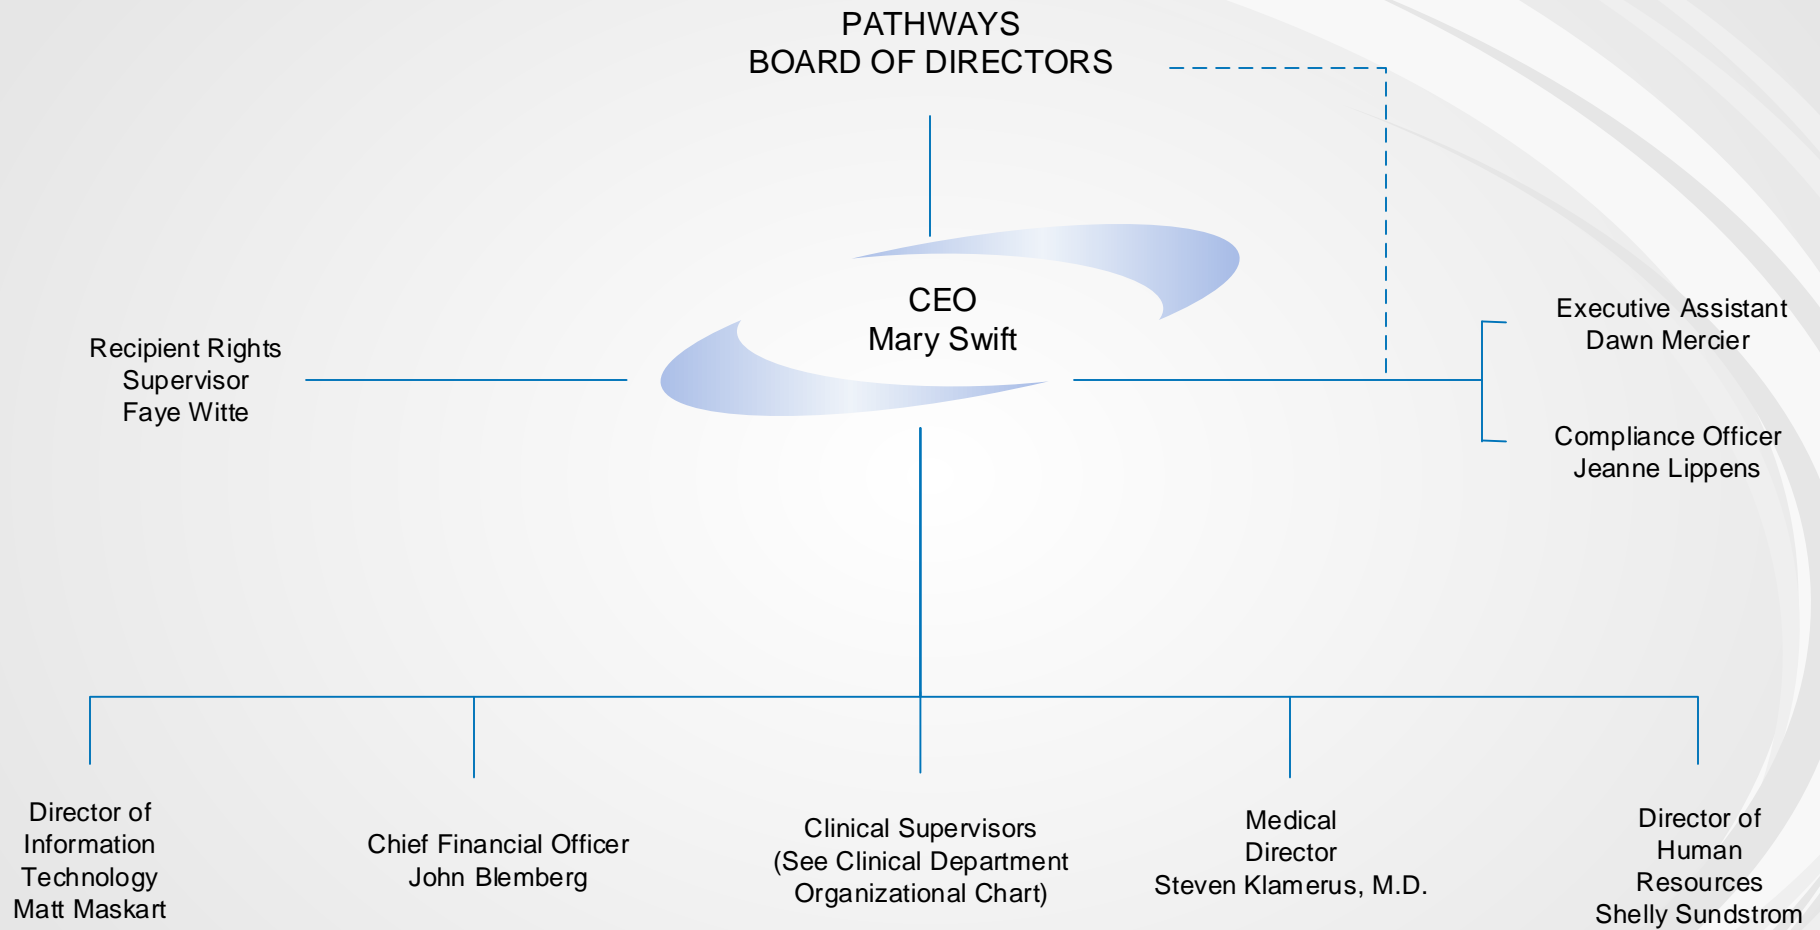 PATHWAYS
BOARD OF DIRECTORS
CEO
Mary Swift
Recipient Rights
Supervisor
Faye Witte
Executive Assistant
Dawn Mercier
Compliance Officer
Jeanne Lippens
Director of
Information
Technology
Matt Maskart
Chief Financial Officer
John Blemberg
Clinical Supervisors
(See Clinical Department
Organizational Chart)
Medical
Director
Steven Klamerus, M.D.
Director of
Human
Resources
Shelly Sundstrom